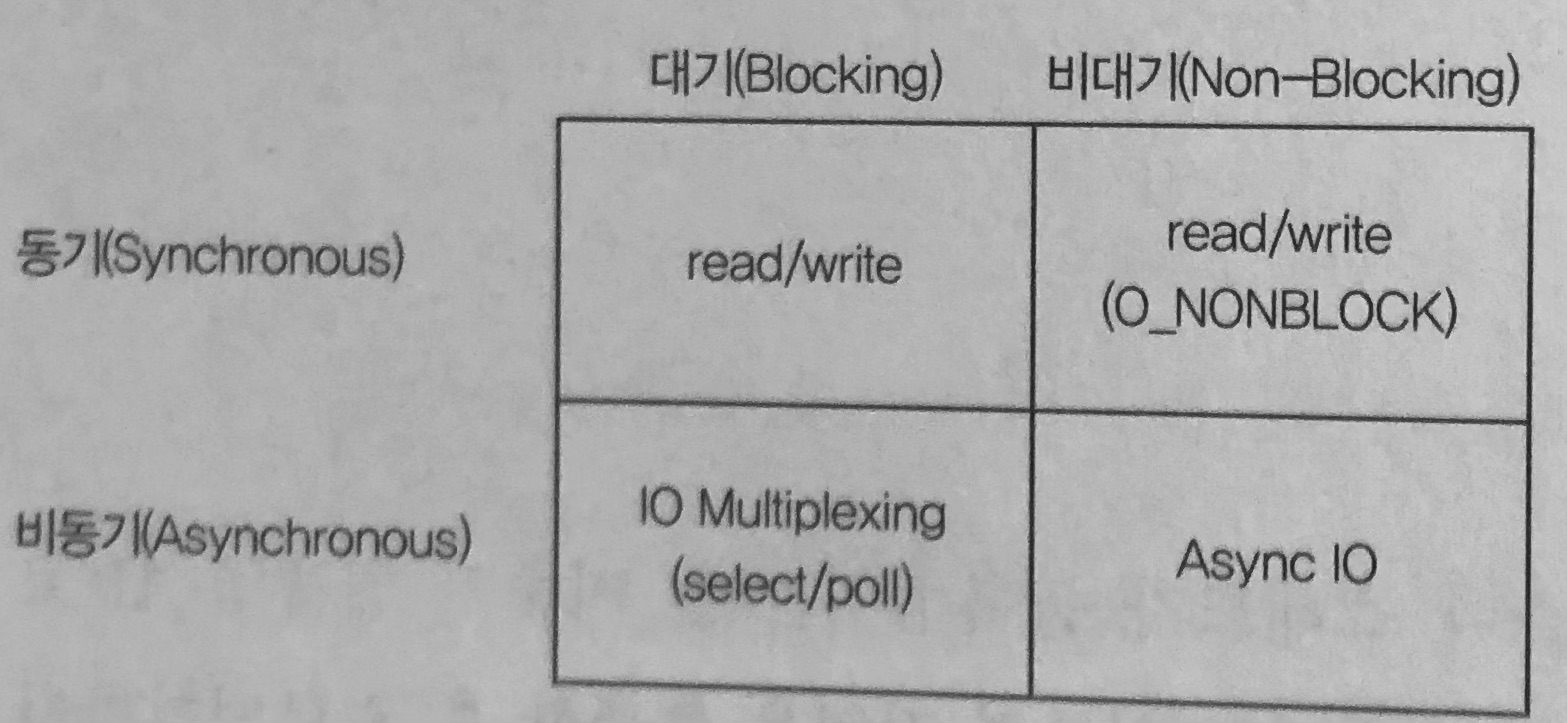 대기(Blocking) 비대기(Non-Blocking)
동기(Synchronous) read/write read/write
(O_NONBLOCK)
비동기(Asynchronous) IO Multiplexing
(select/poll) Async IO